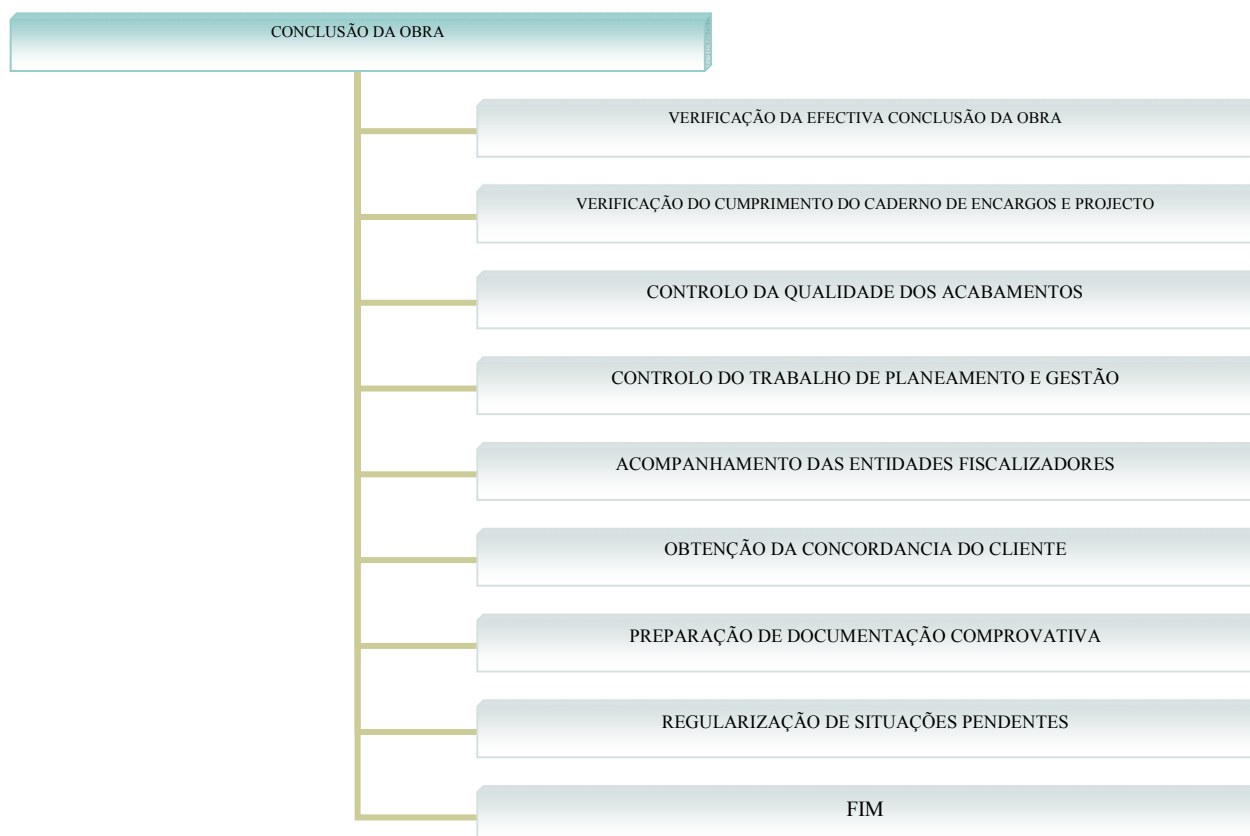 CONCLUSÃO DA OBRA
VERIFICAÇÃO DA EFECTIVA CONCLUSÃO DA OBRA
VERIFICAÇÃO DO CUMPRIMENTO DO CADERNO DE ENCARGOS E PROJECTO
CONTROLO DA QUALIDADE DOS ACABAMENTOS
CONTROLO DO TRABALHO DE PLANEAMENTO E GESTÃO
ACOMPANHAMENTO DAS ENTIDADES FISCALIZADORES
OBTENÇÃO DA CONCORDANCIA DO CLIENTE
PREPARAÇÃO DE DOCUMENTAÇÃO COMPROVATIVA
REGULARIZAÇÃO DE SITUAÇÕES PENDENTES
FIM